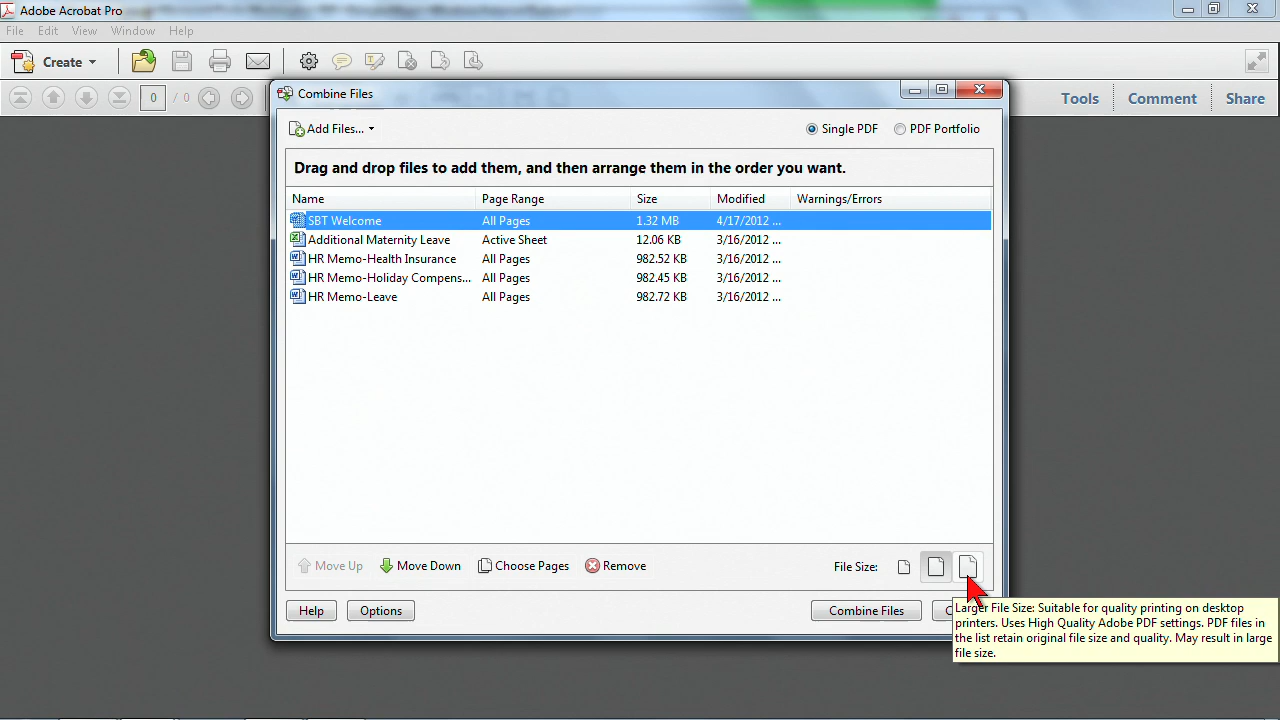 Adobe Acrobat Pro
File Edit View Window Help
Create
0 / 0
Tools Comment Share
Combine Files
Add Files...
Single PDF PDF Portfolio
Drag and drop files to add them, and then arrange them in the order you want.
Name Page Range Size Modified Warnings/Errors
SBT Welcome All Pages 1.32 MB 4/17/2012 ...
Additional Maternity Leave Active Sheet 12.06 KB 3/16/2012 ...
HR Memo-Health Insurance All Pages 982.52 KB 3/16/2012 ...
HR Memo-Holiday Compens... All Pages 982.45 KB 3/16/2012 ...
HR Memo-Leave All Pages 982.72 KB 3/16/2012 ...
Move Up Move Down Choose Pages Remove File Size:
Help Options Combine Files
Larger File Size: Suitable for quality printing on desktop
printers. Uses High Quality Adobe PDF settings. PDF files in
the list retain original file size and quality. May result in large
file size.